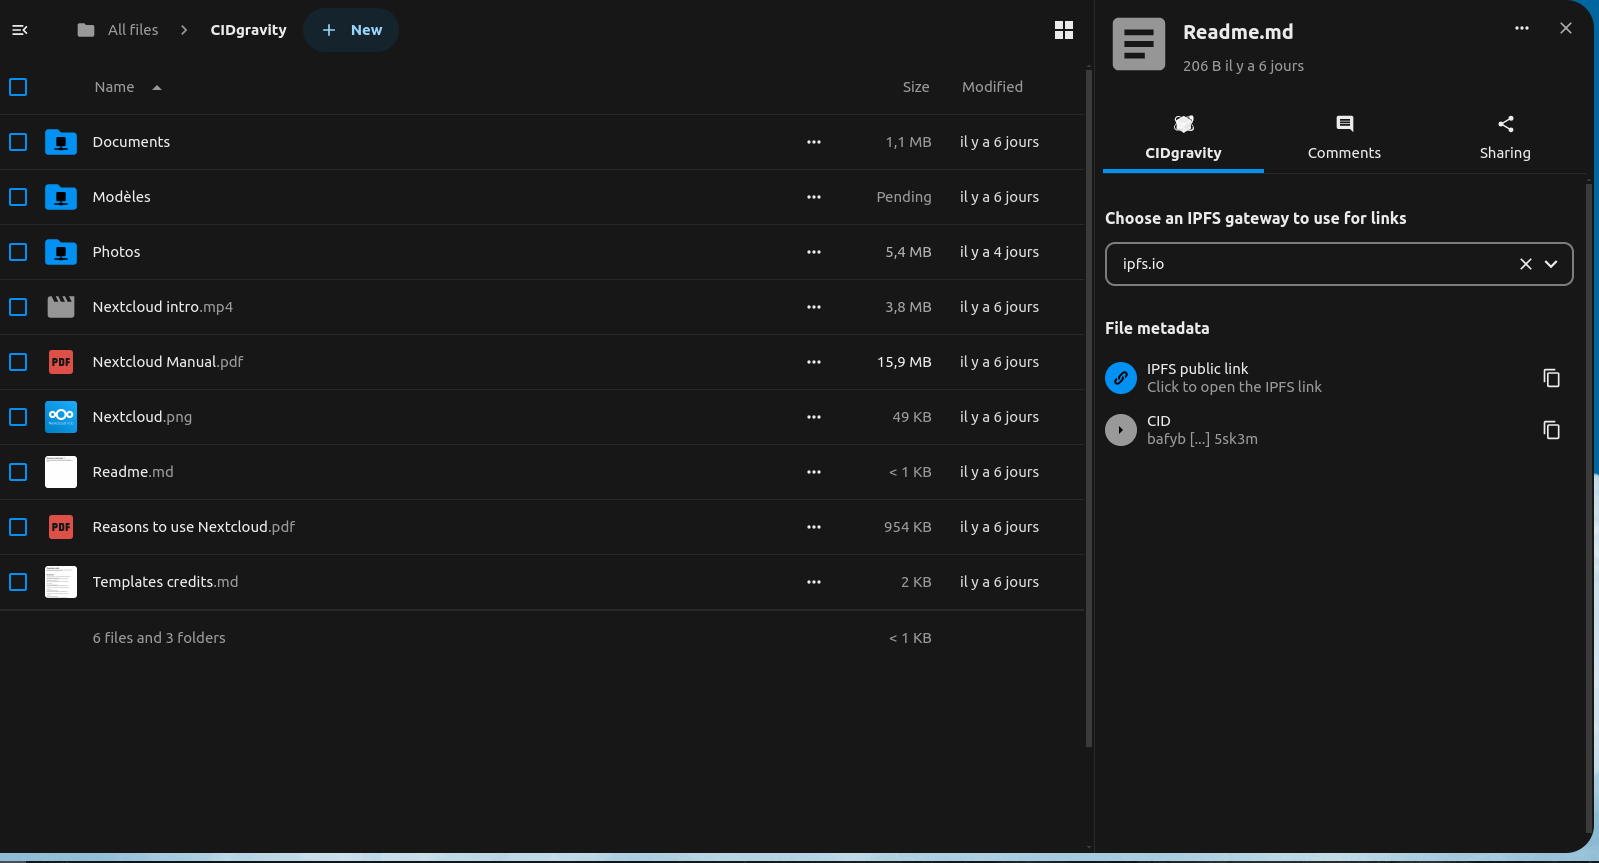 All files
CIDgravity
New
Name
Size
Modified
Documents
1,1 MB
il y a 6 jours
Modèles
Pending
il y a 6 jours
Photos
5,4 MB
il y a 4 jours
Nextcloud intro.mp4
3,8 MB
il y a 6 jours
PDF
Nextcloud Manual.pdf
15,9 MB
il y a 6 jours
Nextcloud.png
49 KB
il y a 6 jours
Readme.md
< 1 KB
il y a 6 jours
PDF
Reasons to use Nextcloud.pdf
954 KB
il y a 6 jours
Templates credits.md
2 KB
il y a 6 jours
6 files and 3 folders
< 1 KB
Readme.md
206 B il y a 6 jours
CIDgravity
Comments
Sharing
Choose an IPFS gateway to use for links
ipfs.io
File metadata
IPFS public link
Click to open the IPFS link
CID
bafyb [...] 5sk3m